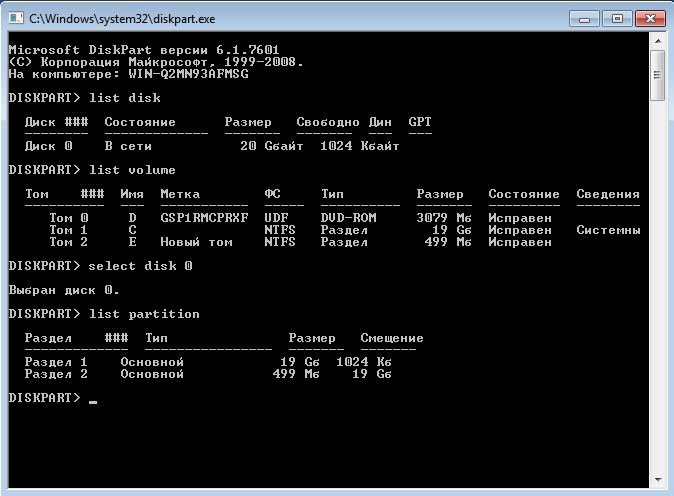 C:\Windows\system32\diskpart.exe
Microsoft DiskPart версии 6.1.7601
(C) Корпорация Майкрософт, 1999-2008.
На компьютере: WIN-Q2MN93AFMSG
DISKPART> list disk
Диск ### Состояние Размер Свободно Дин GPT
-------- ------------- ------- ------- --- ---
Диск 0 В сети 20 Gбайт 1024 Kбайт
DISKPART> list volume
Том ### Имя Метка ФС Тип Размер Состояние Сведения
---------- --- ----------- ----- ---------- ------- --------- --------
Том 0 D GSP1RMCPRXF UDF DVD-ROM 3079 Mб Исправен
Том 1 C NTFS Раздел 19 Gб Исправен Системны
Том 2 E Новый том NTFS Раздел 499 Mб Исправен
DISKPART> select disk 0
Выбран диск 0.
DISKPART> list partition
Раздел ### Тип Размер Смещение
------------- ---------------- ------- -------
Раздел 1 Основной 19 Gб 1024 Kб
Раздел 2 Основной 499 Mб 19 Gб
DISKPART> _